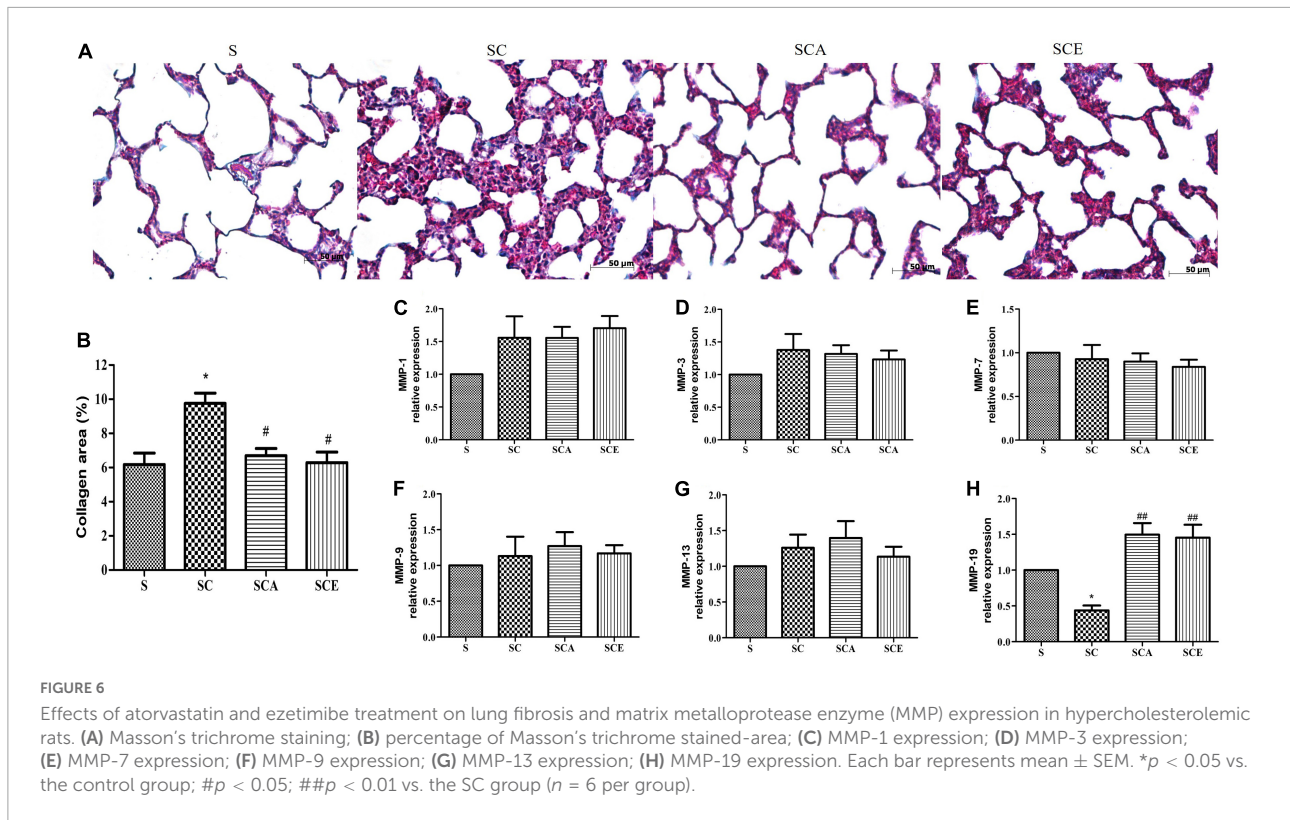 A
S
SC
SCA
SCE
50 µm
50 µm
50 µm
50 µm
B
Collagen area (%)
12
10
8
6
4
2
0
*
#
#
S
SC
SCA
SCE
C
MMP-1
relative expression
2.0
1.5
1.0
0.5
0.0
S
SC
SCA
SCE
D
MMP-3
relative expression
2.0
1.5
1.0
0.5
0.0
S
SC
SCA
SCA
E
MMP-7
relative expression
1.5
1.0
0.5
0.0
S
SC
SCA
SCE
F
MMP-9
relative expression
2.0
1.5
1.0
0.5
0.0
S
SC
SCA
SCE
G
MMP-13
relative expression
2.0
1.5
1.0
0.5
0.0
S
SC
SCA
SCE
H
MMP-19
relative expression
2.0
1.5
1.0
0.5
0.0
*
##
##
S
SC
SCA
SCE
FIGURE 6
Effects of atorvastatin and ezetimibe treatment on lung fibrosis and matrix metalloprotease enzyme (MMP) expression in hypercholesterolemic
rats. (A) Masson's trichrome staining; (B) percentage of Masson's trichrome stained-area; (C) MMP-1 expression; (D) MMP-3 expression;
(E) MMP-7 expression; (F) MMP-9 expression; (G) MMP-13 expression; (H) MMP-19 expression. Each bar represents mean ± SEM. *p < 0.05 vs.
the control group; #p < 0.05; ##p < 0.01 vs. the SC group (n = 6 per group).